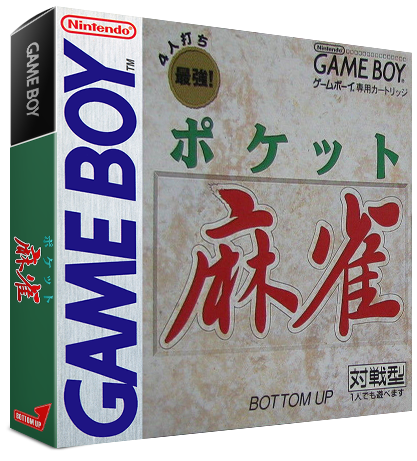 GAME BOY
ポケット
麻雀
BOTTOM UP
Nintendo
GAME BOY
TM
4人打ち
最強!
Nintendo
GAME BOY
ゲームボーイ専用カートリッジ
ポケット
麻雀
BOTTOM UP
対戦型
1人でも遊べます